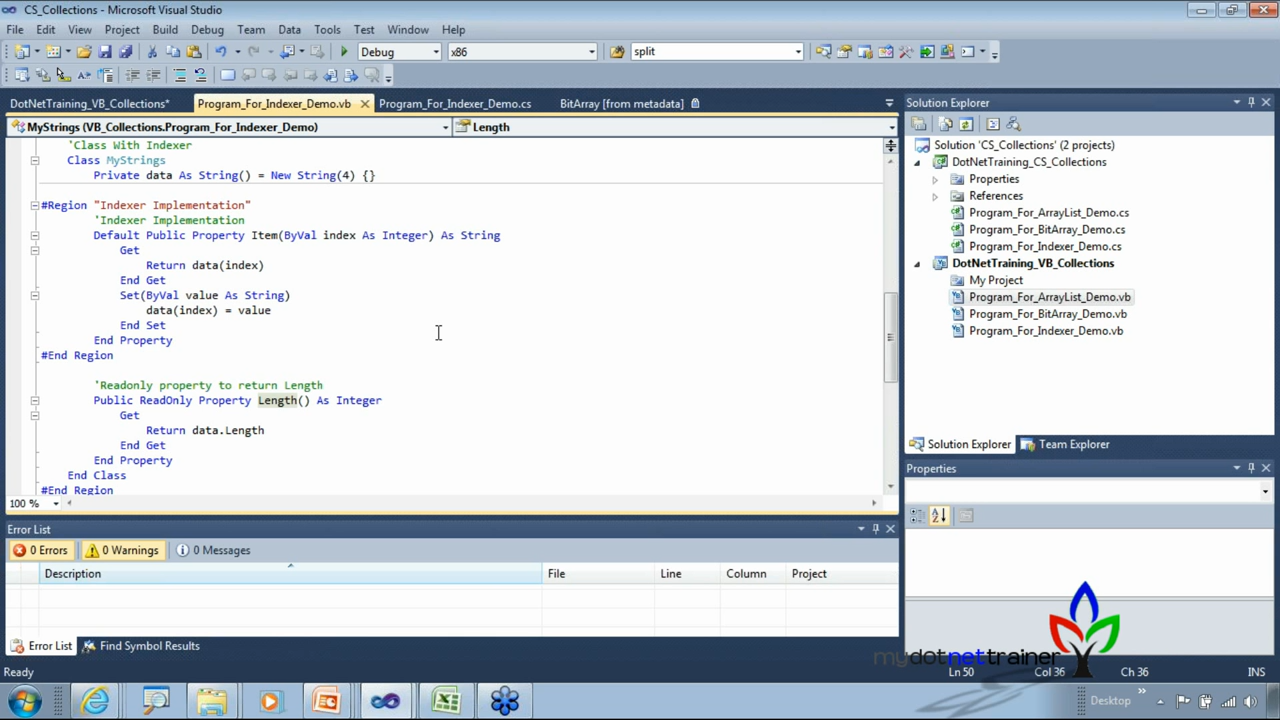 CS_Collections - Microsoft Visual Studio
File Edit View Project Build Debug Team Data Tools Test Window Help
Debug x86 split
DotNetTraining_VB_Collections* Program_For_Indexer_Demo.vb Program_For_Indexer_Demo.cs BitArray [from metadata]
MyStrings (VB_Collections.Program_For_Indexer_Demo) Length
'Class With Indexer
Class MyStrings
Private data As String() = New String(4) {}
#Region "Indexer Implementation"
'Indexer Implementation
Default Public Property Item(ByVal index As Integer) As String
Get
Return data(index)
End Get
Set(ByVal value As String)
data(index) = value
End Set
End Property
#End Region
'Readonly property to return Length
Public ReadOnly Property Length() As Integer
Get
Return data.Length
End Get
End Property
End Class
#End Region
100 %
Solution Explorer
Solution 'CS_Collections' (2 projects)
DotNetTraining_CS_Collections
Properties
References
Program_For_ArrayList_Demo.cs
Program_For_BitArray_Demo.cs
Program_For_Indexer_Demo.cs
DotNetTraining_VB_Collections
My Project
Program_For_ArrayList_Demo.vb
Program_For_BitArray_Demo.vb
Program_For_Indexer_Demo.vb
Solution Explorer Team Explorer
Properties
Error List
0 Errors 0 Warnings 0 Messages
Description File Line Column Project
Error List Find Symbol Results
mydotnettrainer
Ready Ln 50 Col 36 Ch 36 INS
Desktop